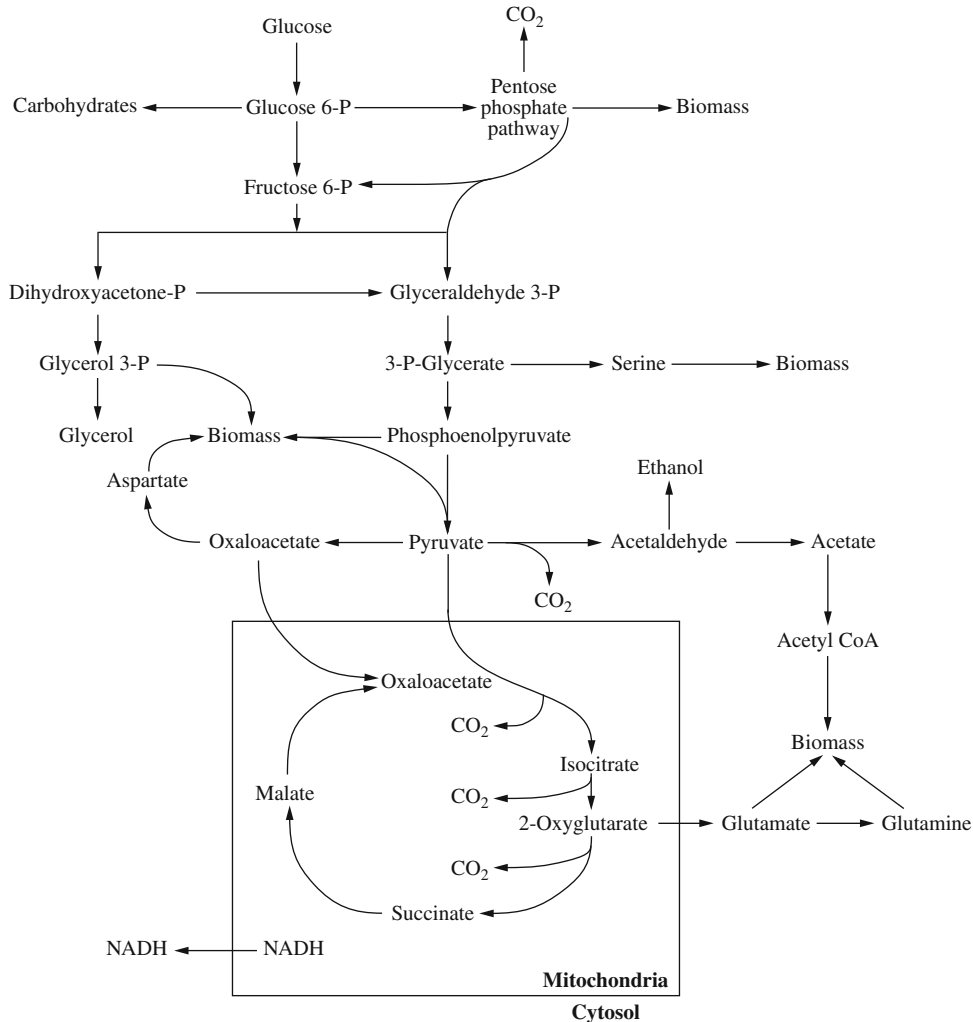 CO₂
Glucose
Pentose
Carbohydrates Glucose 6-P phosphate Biomass
pathway
Fructose 6-P
Dihydroxyacetone-P Glyceraldehyde 3-P
Glycerol 3-P 3-P-Glycerate Serine Biomass
Glycerol Biomass Phosphoenolpyruvate
Ethanol
Aspartate
Oxaloacetate Pyruvate Acetaldehyde Acetate
CO₂
Acetyl CoA
Oxaloacetate
CO₂
Biomass
Isocitrate
Malate CO₂
2-Oxyglutarate Glutamate Glutamine
CO₂
Succinate
NADH NADH
Mitochondria
Cytosol